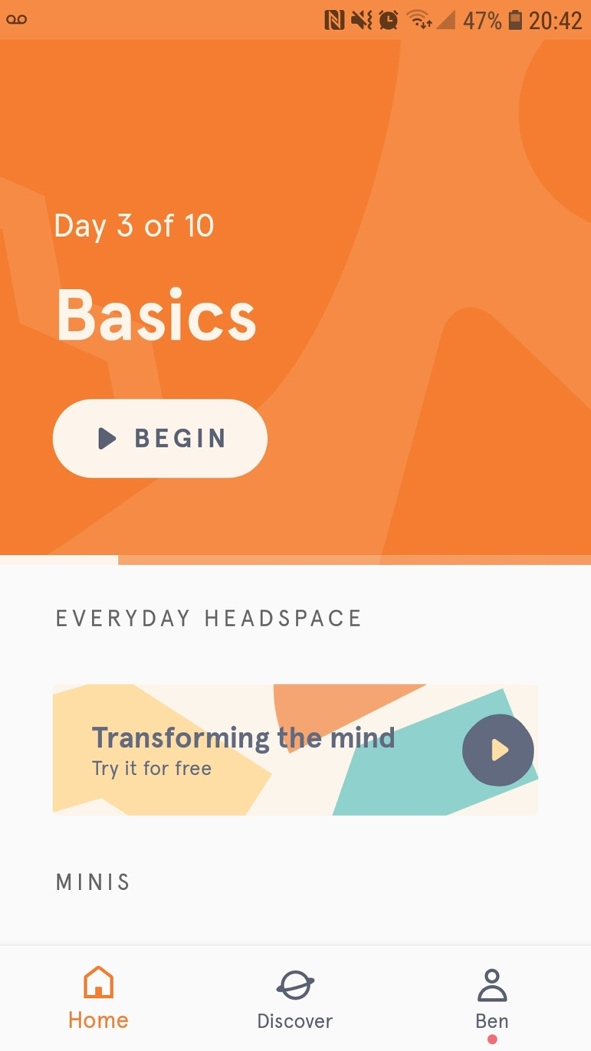 47% 20:42
Day 3 of 10
Basics
BEGIN
EVERYDAY HEADSPACE
Transforming the mind
Try it for free
MINIS
Home Discover Ben